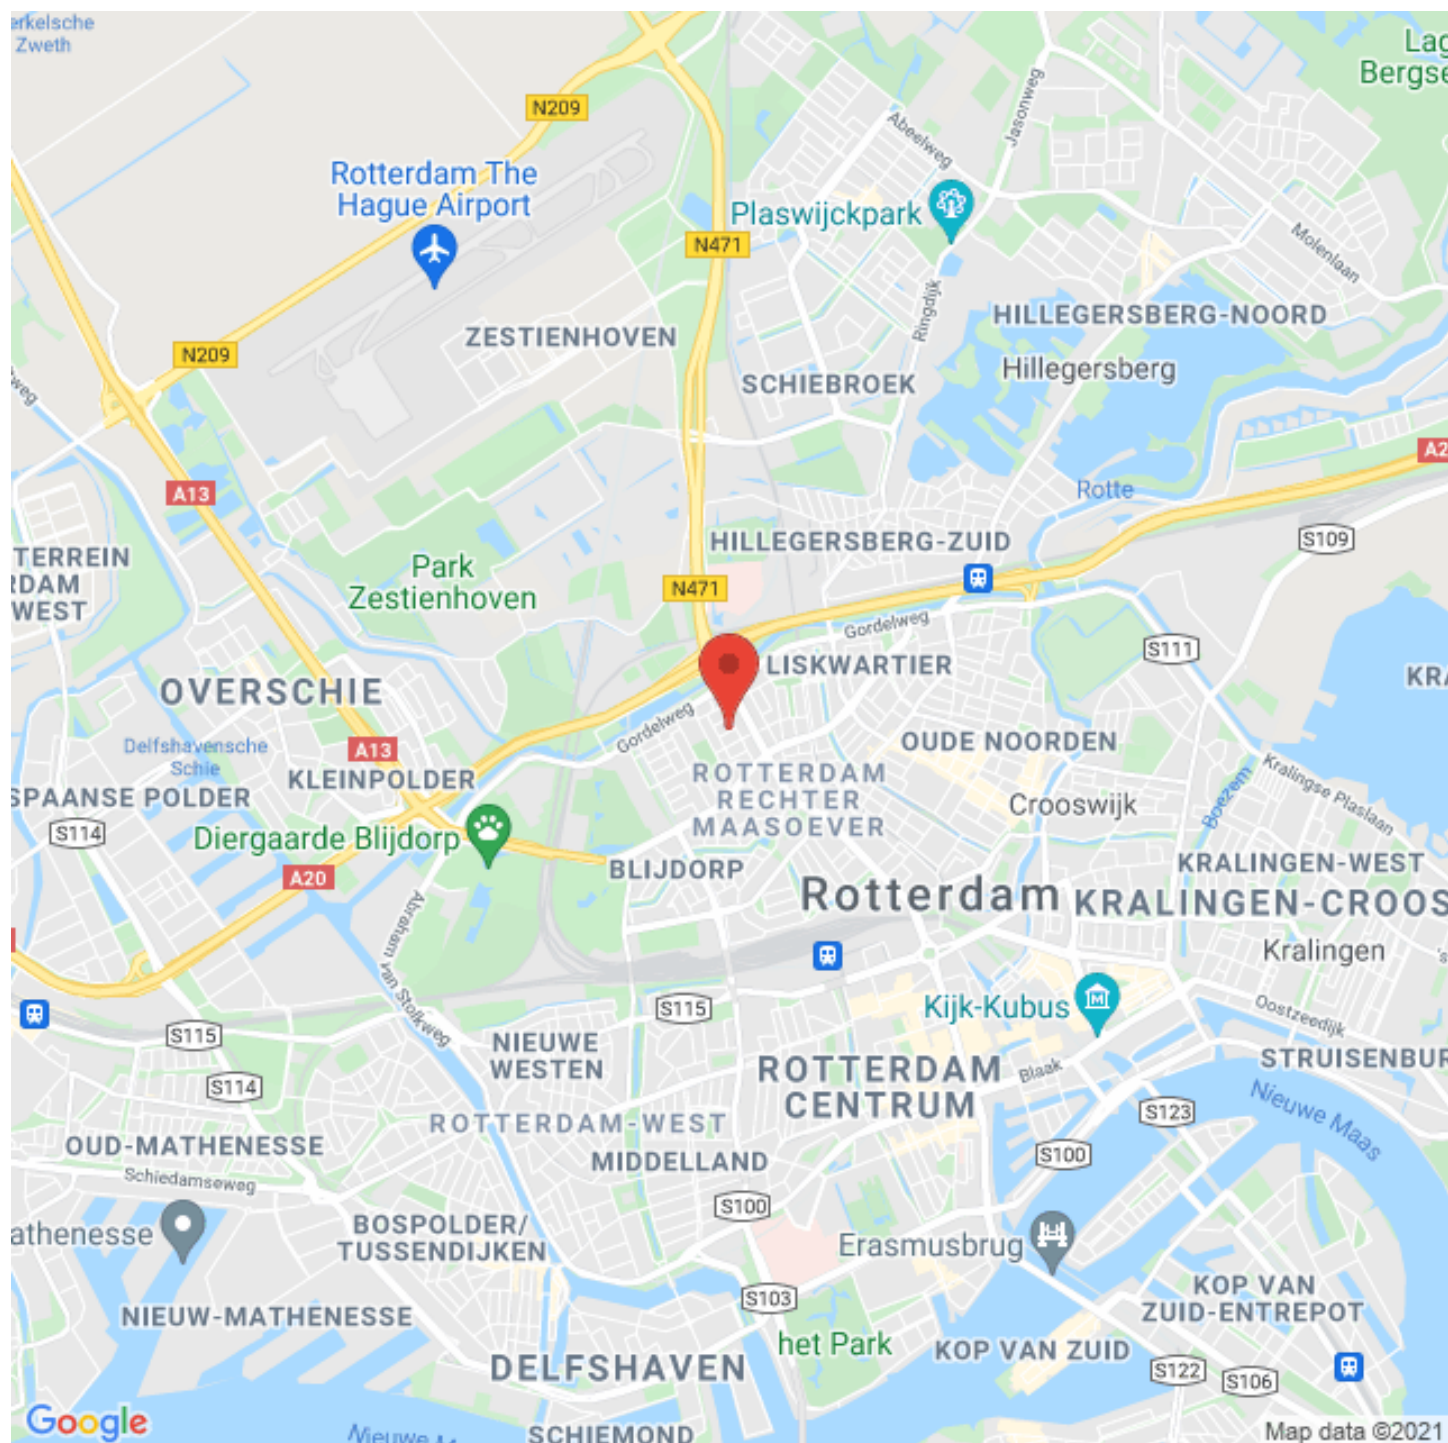 erkelsche
Zweth
Lag
Bergse
N209
Abeelweg
Jasonweg
Rotterdam The
Hague Airport
Plaswijckpark
N471
Molenlaan
Ringdijk
HILLEGERSBERG-NOORD
ZESTIENHOVEN
N209
Hillegersberg
SCHIEBROEK
weg
A2
A13
Rotte
S109
HILLEGERSBERG-ZUID
TERREIN
RDAM
WEST
Park
Zestienhoven
N471
Gordelweg
S111
LISKWARTIER
KRA
OVERSCHIE
Gordelweg
Delfshavensche
Schie
A13
OUDE NOORDEN
KLEINPOLDER
ROTTERDAM
RECHTER
MAASOEVER
Kralingse Plaslaan
Boezem
SPAANSE POLDER
Crooswijk
S114
Diergaarde Blijdorp
BLIJDORP
KRALINGEN-WEST
A20
Rotterdam
KRALINGEN-CROOS
Abraham van Stolkweg
Kralingen
's
Kijk-Kubus
S115
Oostzeedijk
S115
NIEUWE
WESTEN
ROTTERDAM
CENTRUM
Blaak
STRUISENBUR
S114
Nieuwe Maas
S123
ROTTERDAM-WEST
OUD-MATHENESSE
MIDDELLAND
S100
Schiedamseweg
S100
athenesse
BOSPOLDER/
TUSSENDIJKEN
Erasmusbrug
KOP VAN
ZUID-ENTREPOT
S103
NIEUW-MATHENESSE
het Park
KOP VAN ZUID
DELFSHAVEN
S122
S106
Google
Nieuwe M
SCHIEMOND
Map data ©2021